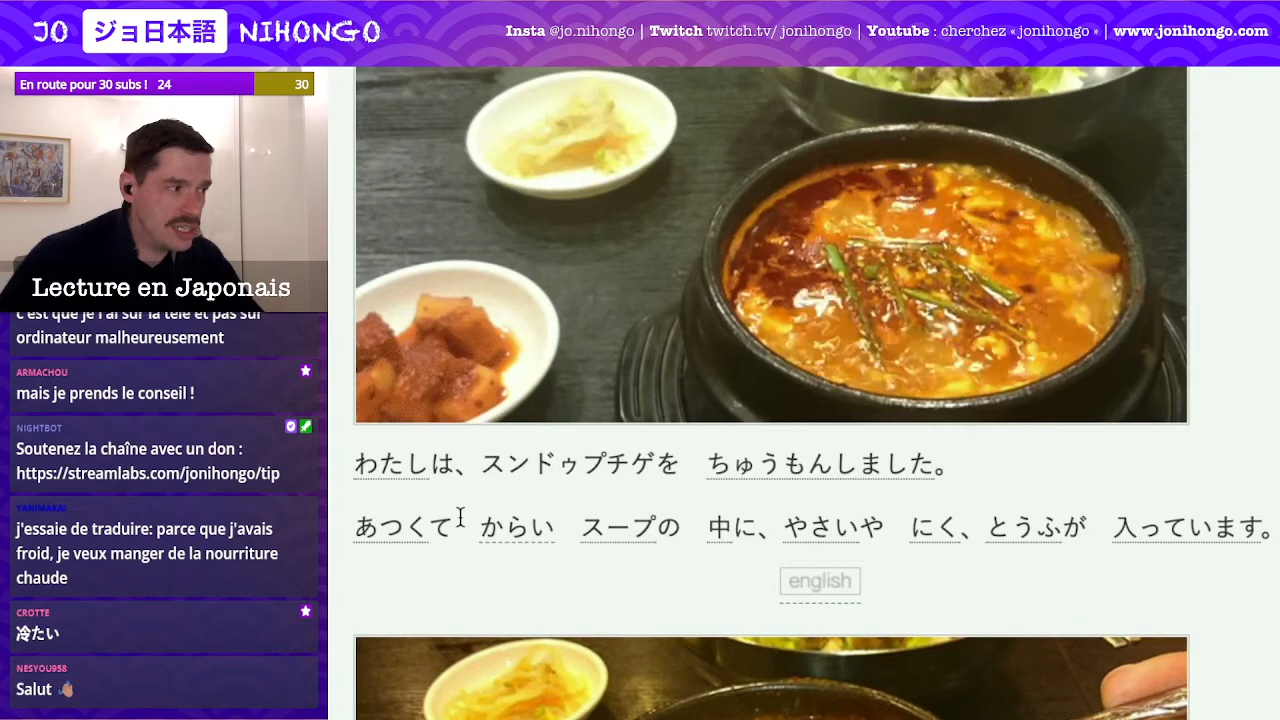 JO ジョ日本語 NIHONGO
Insta @jo.nihongo | Twitch twitch.tv/ jonihongo | Youtube : cherchez « jonihongo » | www.jonihongo.com
En route pour 30 subs ! 24 30
Lecture en Japonais
c'est que je l'ai sur la télé et pas sur
ordinateur malheureusement
ARMACHOU
mais je prends le conseil !
NIGHTBOT
Soutenez la chaîne avec un don :
https://streamlabs.com/jonihongo/tip
YANIMAKAI
j'essaie de traduire: parce que j'avais
froid, je veux manger de la nourriture
chaude
CROTTE
冷たい
NESYOU958
Salut
わたしは、スンドゥプチゲを ちゅうもんしました。
あつくて からい スープの 中に、やさいや にく、とうふが 入っています。
english